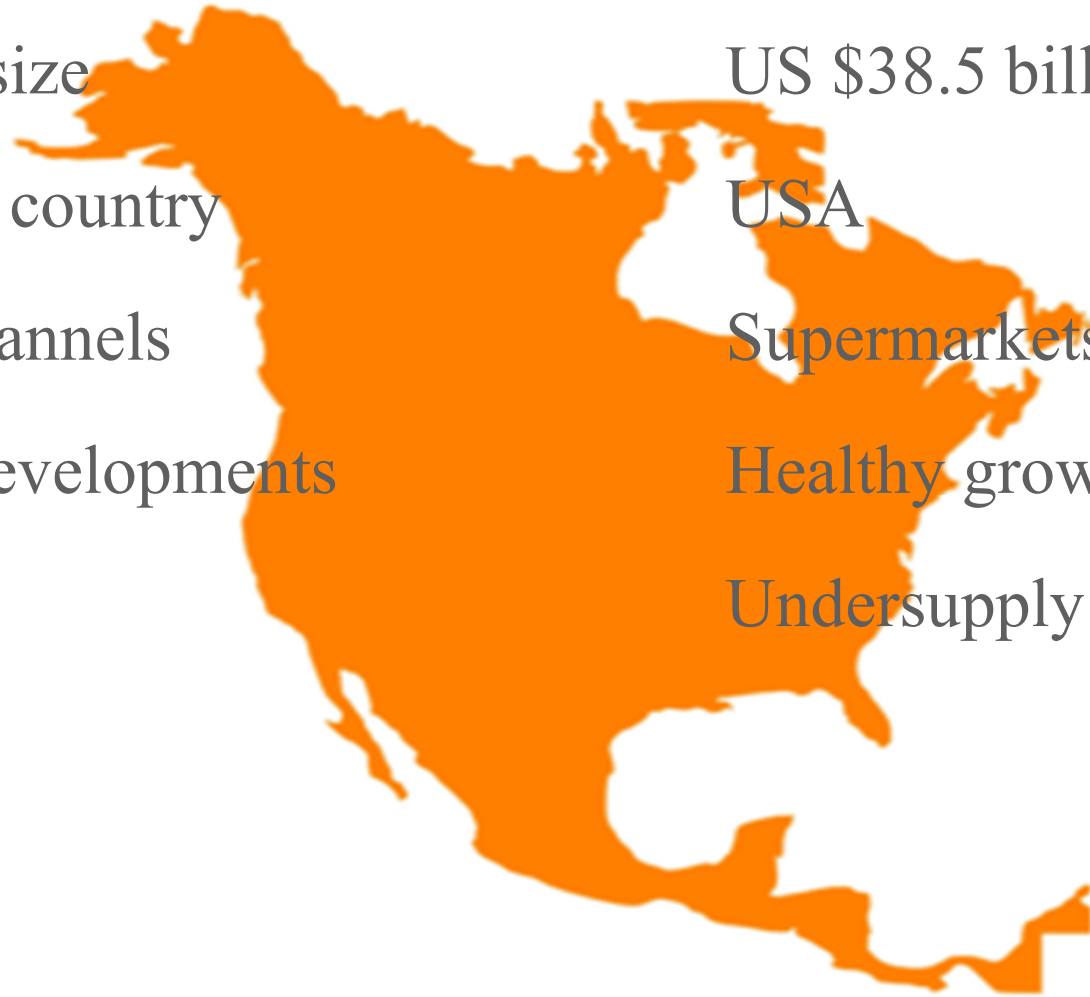 size US $38.5 bill
country USA
annels Supermarkets
evelopments Healthy grow
Undersupply